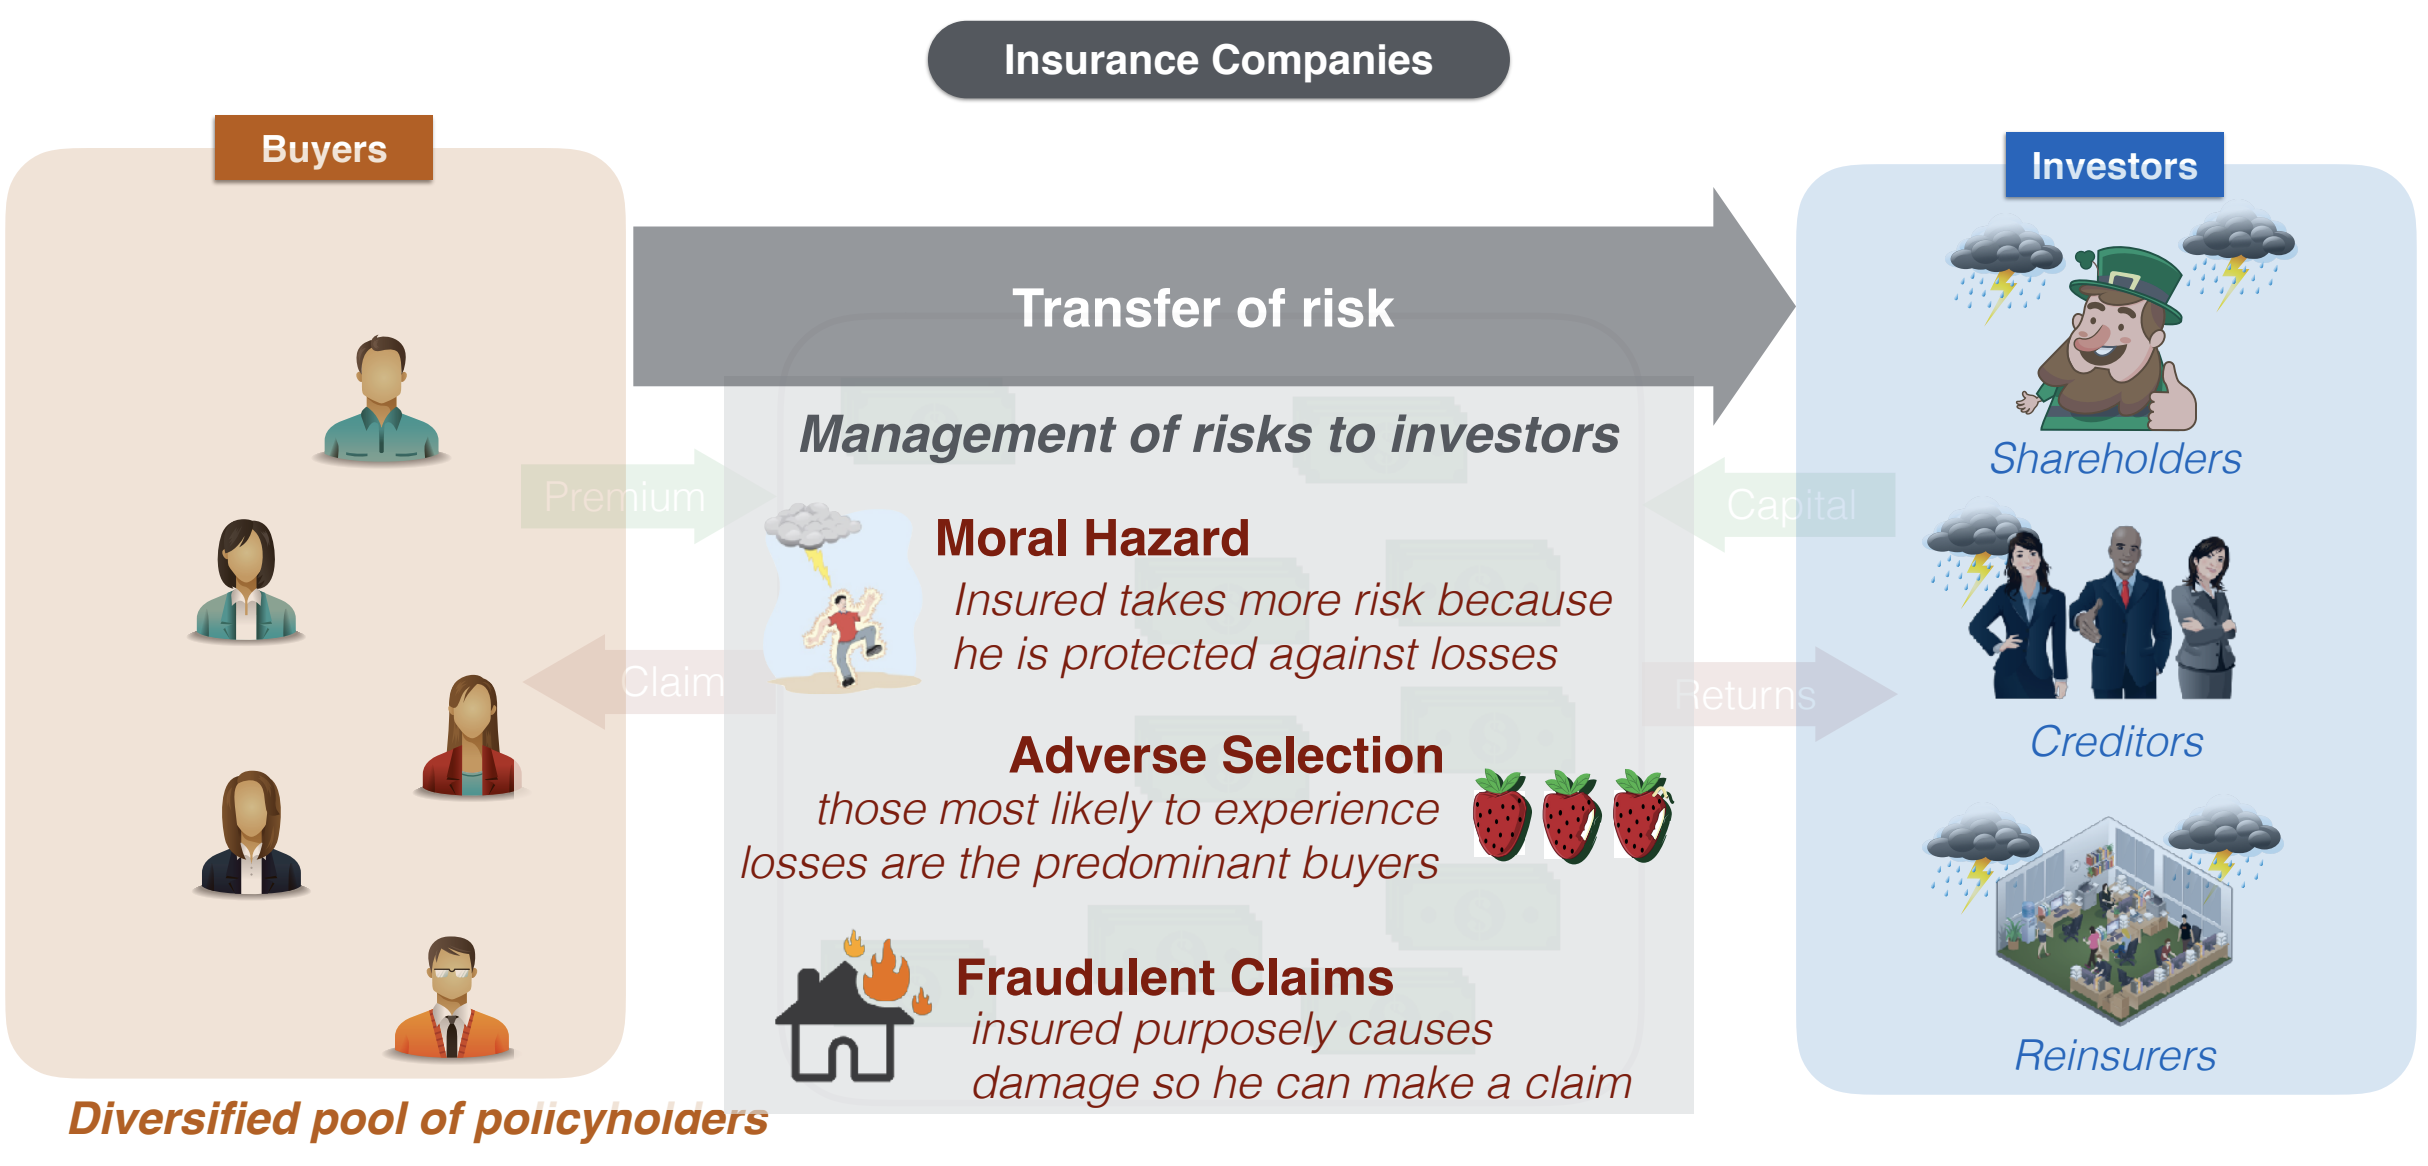 Insurance Companies
Buyers
Investors
Transfer of risk
Management of risks to investors
Premium
Capital
Claim
Returns
Moral Hazard
Insured takes more risk because
he is protected against losses
Adverse Selection
those most likely to experience
losses are the predominant buyers
Fraudulent Claims
insured purposely causes
damage so he can make a claim
Shareholders
Creditors
Reinsurers
Diversified pool of policyholders